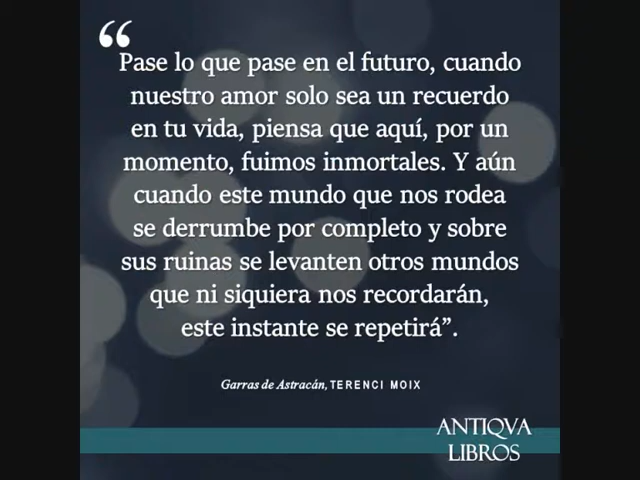 “
Pase lo que pase en el futuro, cuando
nuestro amor solo sea un recuerdo
en tu vida, piensa que aquí, por un
momento, fuimos inmortales. Y aún
cuando este mundo que nos rodea
se derrumbe por completo y sobre
sus ruinas se levanten otros mundos
que ni siquiera nos recordarán,
este instante se repetirá”.
Garras de Astracán, TERENCI MOIX
ANTIQVA
LIBROS